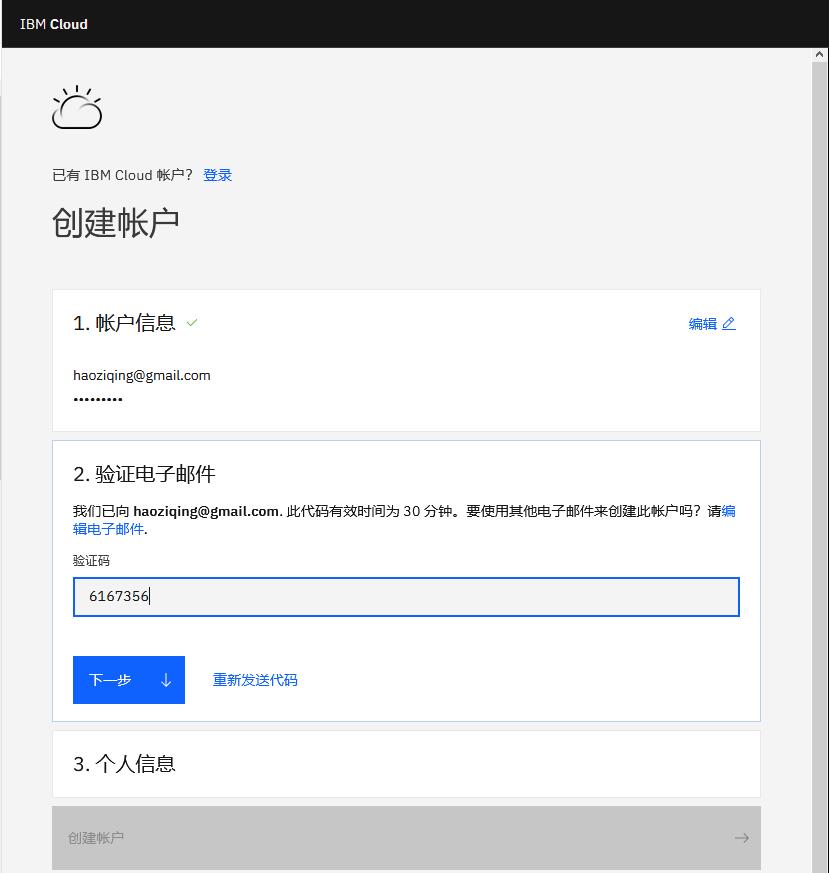 IBM Cloud
已有 IBM Cloud 帐户? 登录
创建帐户
1. 帐户信息
编辑
haoziqing@gmail.com
•••••••••
2. 验证电子邮件
我们已向 haoziqing@gmail.com. 此代码有效时间为 30 分钟。要使用其他电子邮件来创建此帐户吗？请编
辑电子邮件.
验证码
6167356
下一步
重新发送代码
3. 个人信息
创建帐户